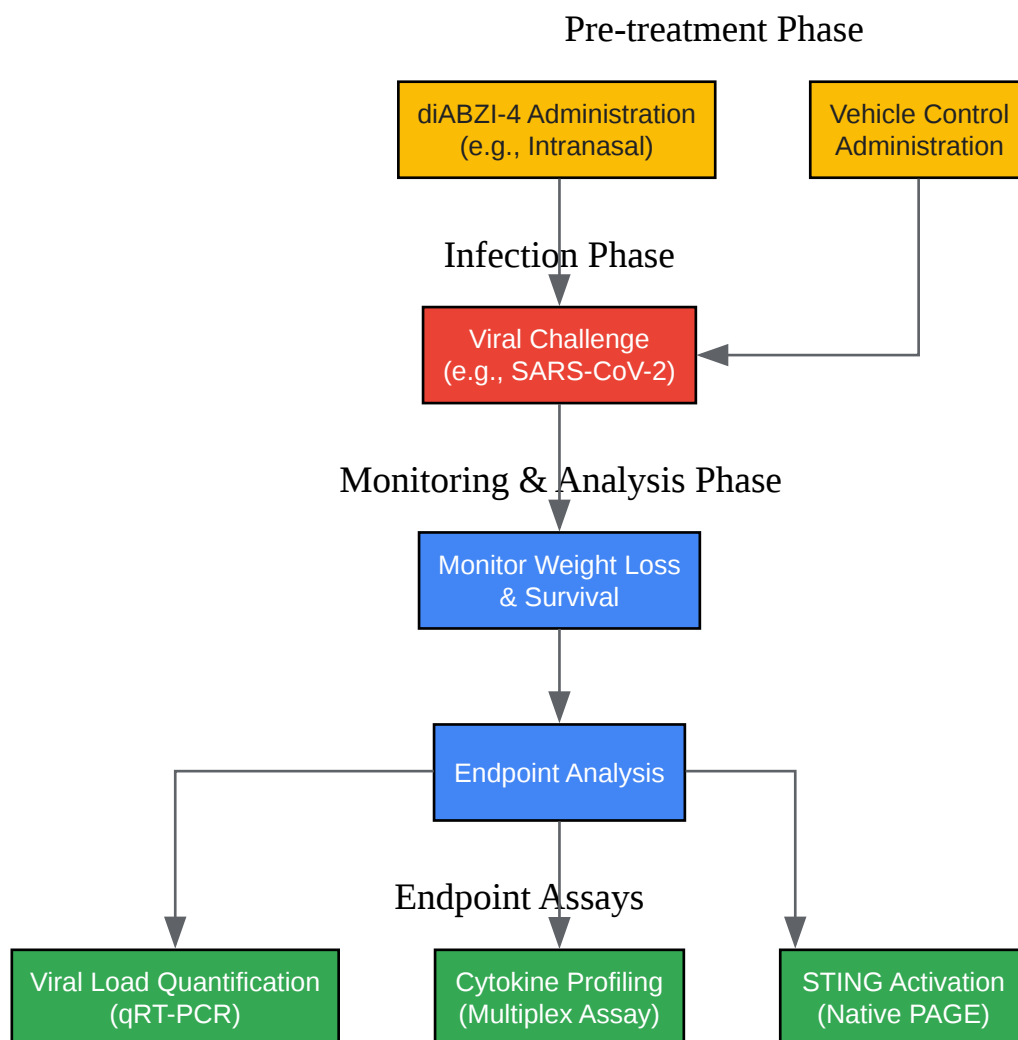 Pre-treatment Phase
diABZI-4 Administration
(e.g., Intranasal)
Vehicle Control
Administration
Infection Phase
Viral Challenge
(e.g., SARS-CoV-2)
Monitoring & Analysis Phase
Monitor Weight Loss
& Survival
Endpoint Analysis
Endpoint Assays
Viral Load Quantification
(qRT-PCR)
Cytokine Profiling
(Multiplex Assay)
STING Activation
(Native PAGE)